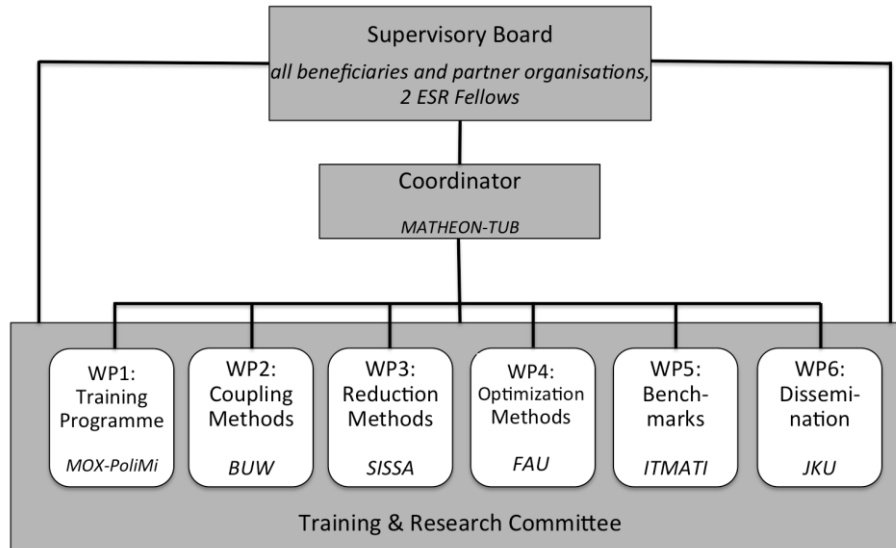 Supervisory Board
all beneficiaries and partner organisations,
2 ESR Fellows
Coordinator
MATHEON-TUB
WP1:
Training
Programme
MOX-PoliMi
WP2:
Coupling
Methods
BUW
WP3:
Reduction
Methods
SISSA
WP4:
Optimization
Methods
FAU
WP5:
Bench-
marks
ITMATI
WP6:
Dissemi-
nation
JKU
Training & Research Committee